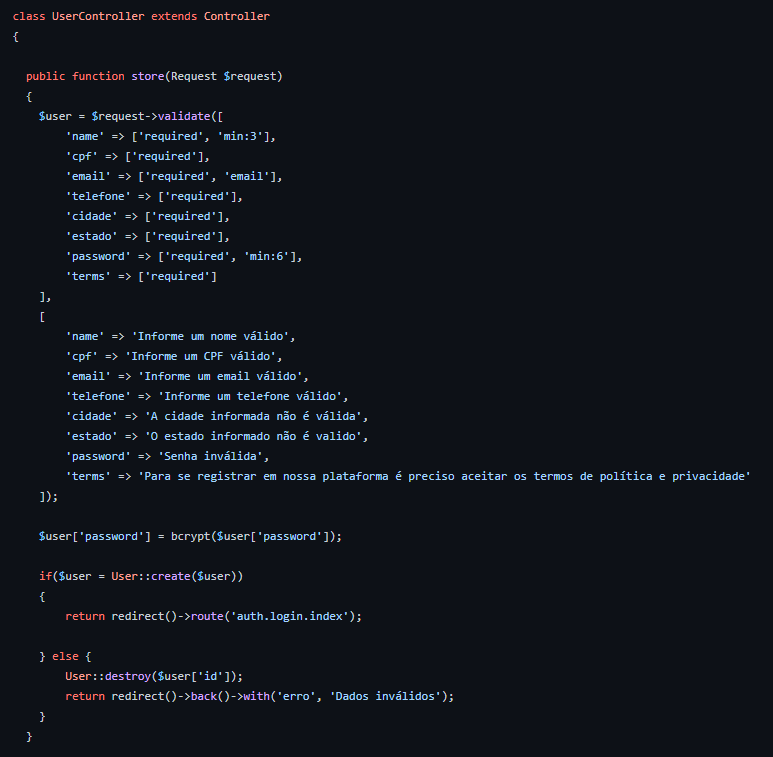 class UserController extends Controller
{
public function store(Request $request)
{
$user = $request->validate([
'name' => ['required', 'min:3'],
'cpf' => ['required'],
'email' => ['required', 'email'],
'telefone' => ['required'],
'cidade' => ['required'],
'estado' => ['required'],
'password' => ['required', 'min:6'],
'terms' => ['required']
],
[
'name' => 'Informe um nome válido',
'cpf' => 'Informe um CPF válido',
'email' => 'Informe um email válido',
'telefone' => 'Informe um telefone válido',
'cidade' => 'A cidade informada não é válida',
'estado' => 'O estado informado não é valido',
'password' => 'Senha inválida',
'terms' => 'Para se registrar em nossa plataforma é preciso aceitar os termos de política e privacidade'
]);
$user['password'] = bcrypt($user['password']);
if($user = User::create($user))
{
return redirect()->route('auth.login.index');
} else {
User::destroy($user['id']);
return redirect()->back()->with('erro', 'Dados inválidos');
}
}